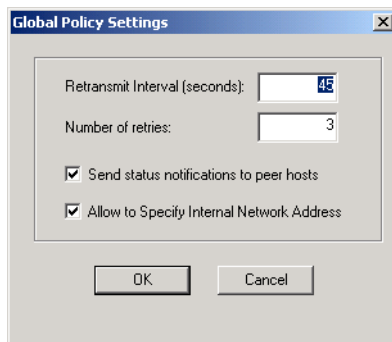 Global Policy Settings
Retransmit Interval (seconds): 45
Number of retries: 3
Send status notifications to peer hosts
Allow to Specify Internal Network Address
OK Cancel